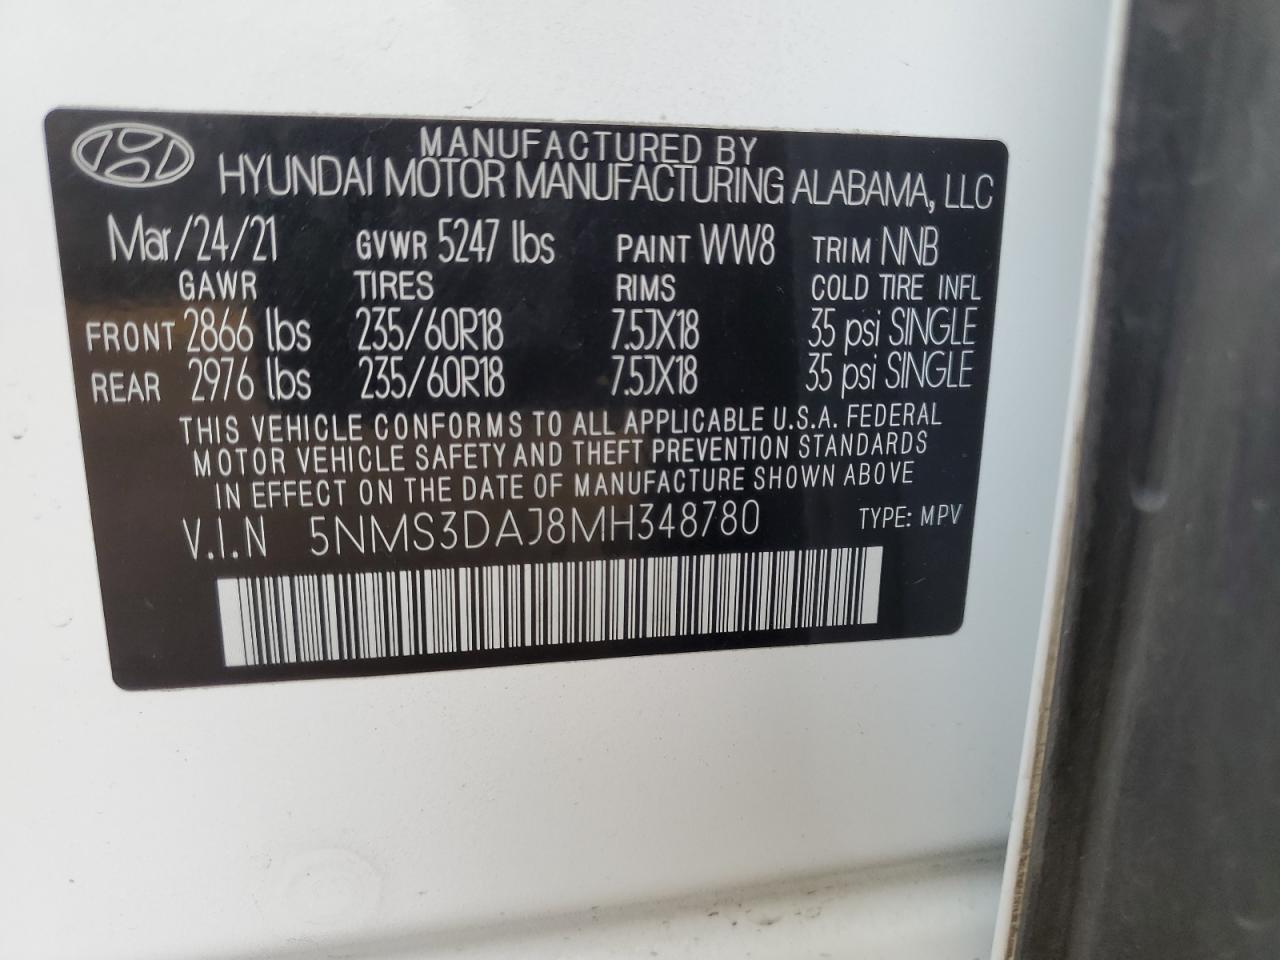 MANUFACTURED BY
HYUNDAI MOTOR MANUFACTURING ALABAMA, LLC
Mar/24/21 GVWR 5247 lbs PAINT WW8 TRIM NNB
GAWR TIRES RIMS COLD TIRE INFL
FRONT 2866 lbs 235/60R18 7.5JX18 35 psi SINGLE
REAR 2976 lbs 235/60R18 7.5JX18 35 psi SINGLE
THIS VEHICLE CONFORMS TO ALL APPLICABLE U.S.A. FEDERAL
MOTOR VEHICLE SAFETY AND THEFT PREVENTION STANDARDS
IN EFFECT ON THE DATE OF MANUFACTURE SHOWN ABOVE
V.I.N 5NMS3DAJ8MH348780 TYPE: MPV